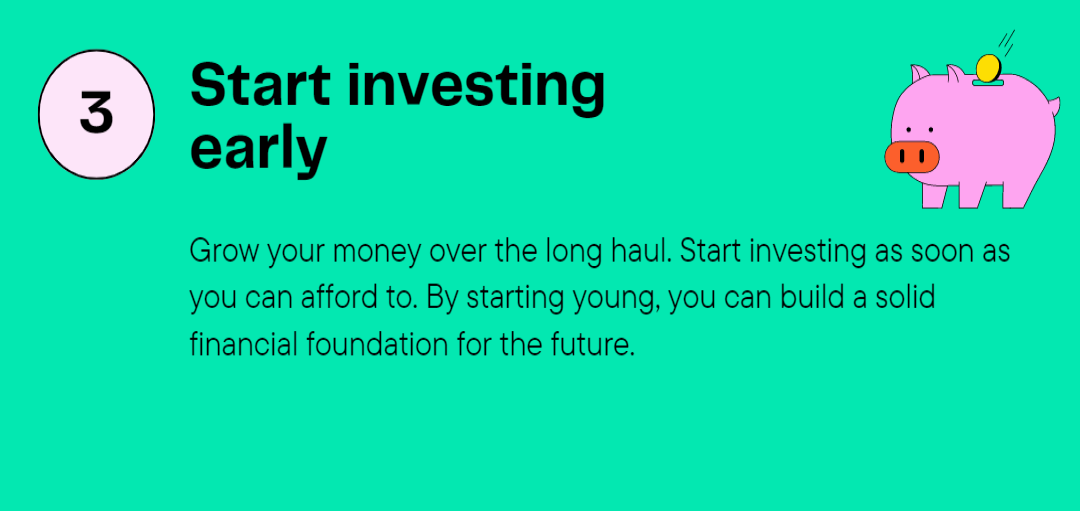 3
Start investing
early
Grow your money over the long haul. Start investing as soon as
you can afford to. By starting young, you can build a solid
financial foundation for the future.